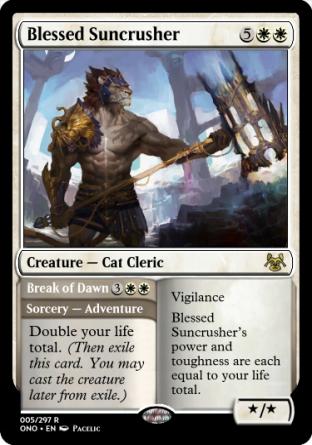 Blessed Suncrusher 5
Creature — Cat Cleric
Break of Dawn 3
Sorcery — Adventure
Double your life
total. (Then exile
this card. You may
cast the creature
later from exile.)
Vigilance
Blessed
Suncrusher's
power and
toughness are each
equal to your life
total.
*/*
005/297 R
ONO • EN Pacelic